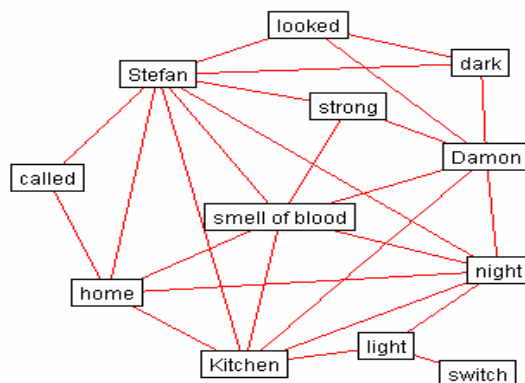 looked
dark
Stefan
strong
Damon
called
smell of blood
night
home
light
Kitchen
switch